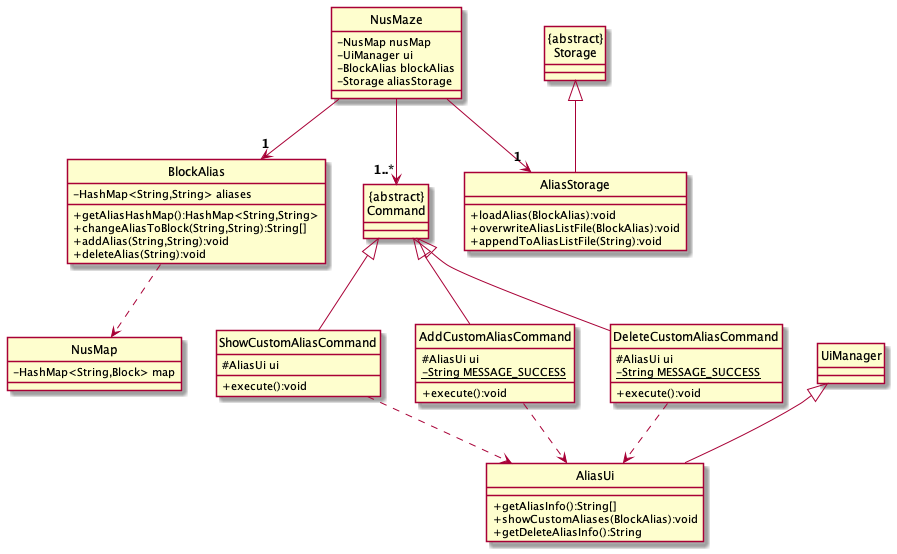 NusMaze
-NusMap nusMap
-UiManager ui
-BlockAlias blockAlias
-Storage aliasStorage
{abstract}
Storage
1
1..*
1
BlockAlias
-HashMap<String,String> aliases
+getAliasHashMap():HashMap<String,String>
+changeAliasToBlock(String,String):String[]
+addAlias(String,String):void
+deleteAlias(String):void
{abstract}
Command
AliasStorage
+loadAlias(BlockAlias):void
+overwriteAliasListFile(BlockAlias):void
+appendToAliasListFile(String):void
NusMap
-HashMap<String,Block> map
ShowCustomAliasCommand
#AliasUi ui
+execute():void
AddCustomAliasCommand
#AliasUi ui
-String MESSAGE_SUCCESS
+execute():void
DeleteCustomAliasCommand
#AliasUi ui
-String MESSAGE_SUCCESS
+execute():void
UiManager
AliasUi
+getAliasInfo():String[]
+showCustomAliases(BlockAlias):void
+getDeleteAliasInfo():String